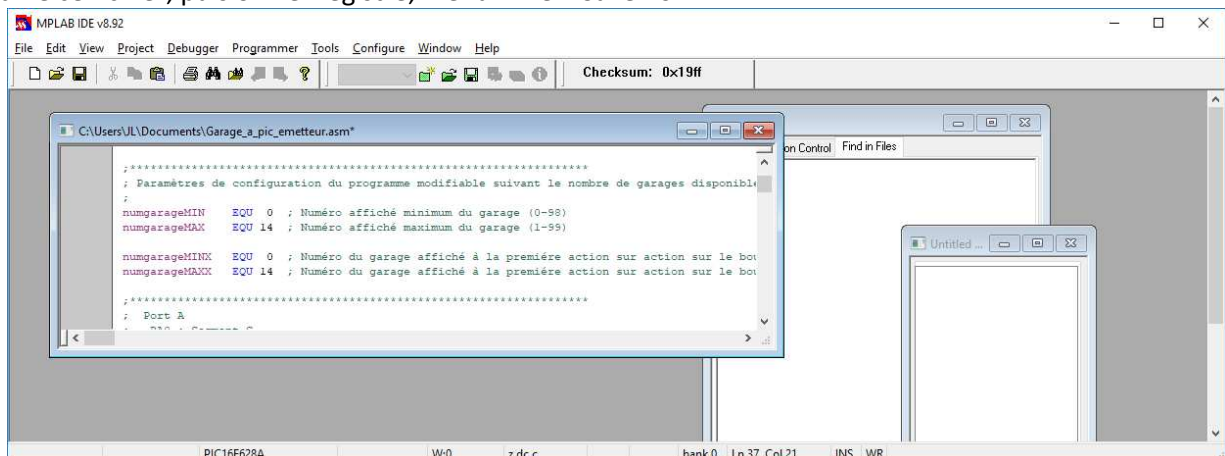 MPLAB IDE v8.92
File Edit View Project Debugger Programmer Tools Configure Window Help
Checksum: 0x19ff
C:\Users\JL\Documents\Garage_a_pic_emetteur.asm*
on Control Find in Files
;*******************************************************************
; Paramètres de configuration du programme modifiable suivant le nombre de garages disponible
;
numgarageMIN EQU 0 ; Numéro affiché minimum du garage (0-98)
numgarageMAX EQU 14 ; Numéro affiché maximum du garage (1-99)
Untitled ...
numgarageMINX EQU 0 ; Numéro du garage affiché à la premiére action sur action sur le bou
numgarageMAXX EQU 14 ; Numéro du garage affiché à la premiére action sur action sur le bou
;*******************************************************************
; Port A
PIC16F628A W:0 z dc c bank 0 Ln 37, Col 21 INS WR